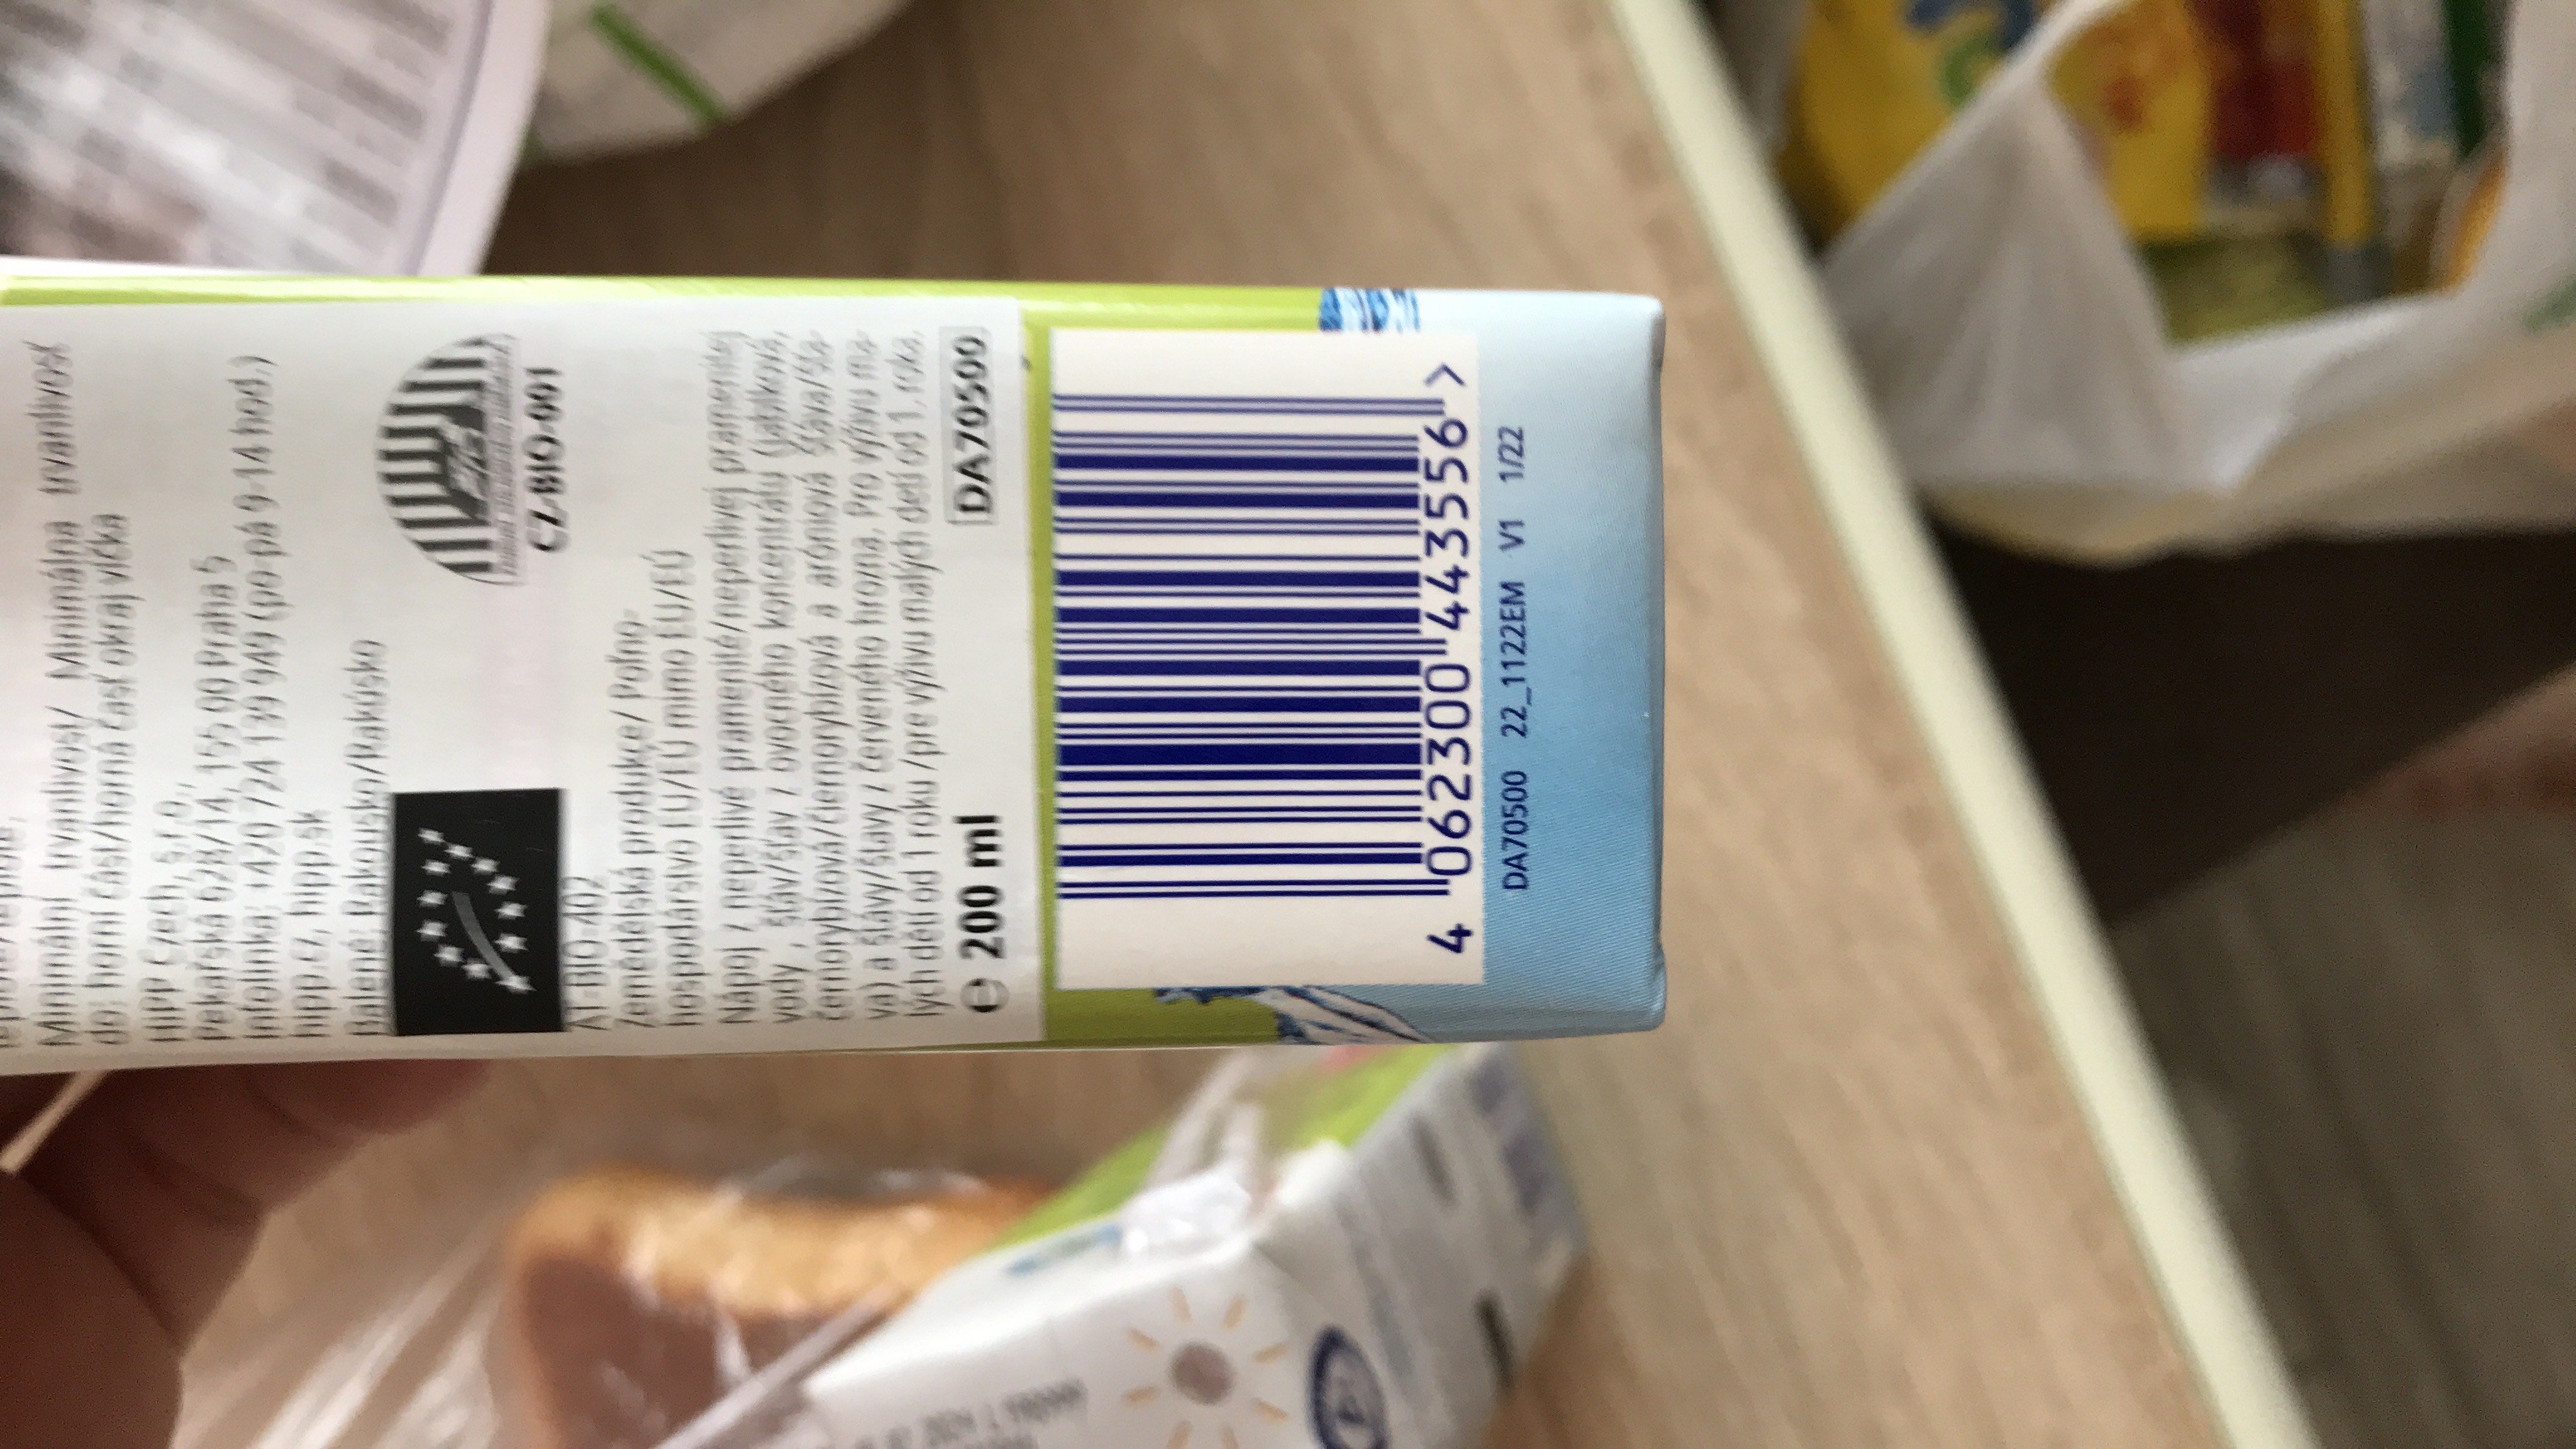 Minimální trvanlivost/ Minimálna trvanlivosť
do: horní část/horná časť okraj víčka
HiPP Czech, s.r.o.,
Pekařská 628/14, 155 00 Praha 5
Infolinka: +420 724 139 949 (po-pá 9-14 hod.)
hipp.cz, hipp.sk
Balené: Rakousko/Rakúsko
CZ-BIO-001
AT-BIO-402
Zemědělská produkce/ Poľno-
hospodárstvo EU/EÚ mimo EU/EÚ
Nápoj z neperlivé pramenité/neperlivej pramenitej
vody , šťáv/štiav z ovocného koncentrátu (jablková,
černorybízová/čiernoríbezľová a aróniová šťáva/šťa-
va) a šťávy/šťavy z červeného hrozna. Pro výživu ma-
lých dětí od 1 roku /pre výživu malých detí od 1. roka.
e 200 ml DA70500
4 062300 443556 >
DA70500 22_1122EM V1 1/22